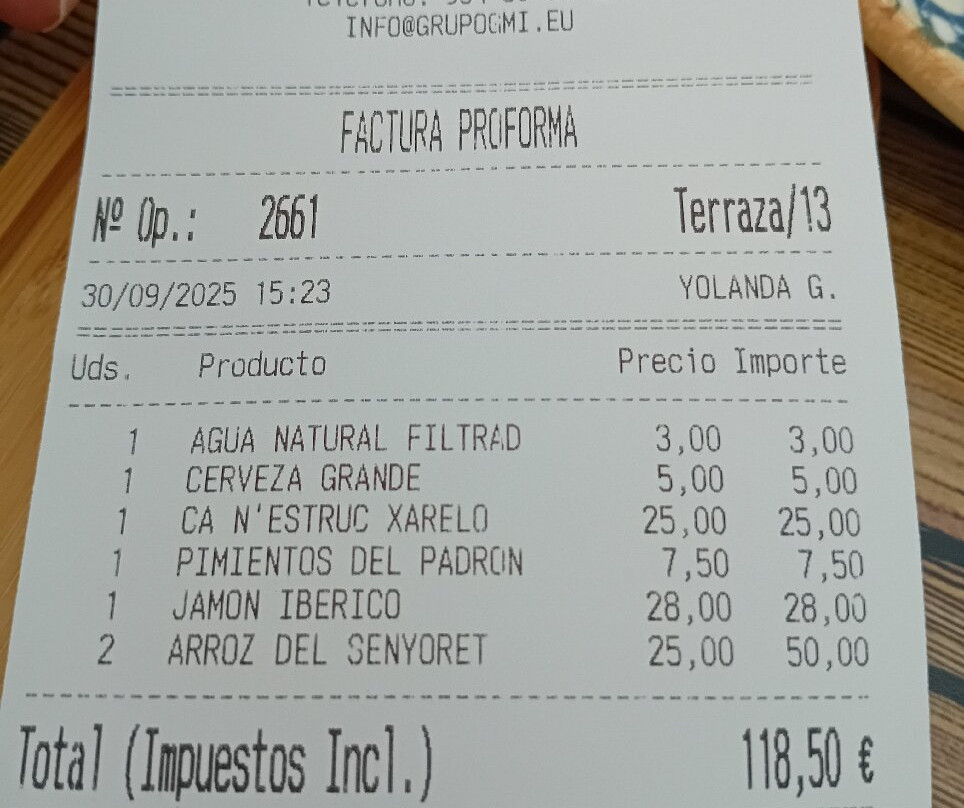 INFO@GRUPOGMI.EU
FACTURA PROFORMA
Nº Op.: 2661 Terraza/13
30/09/2025 15:23 YOLANDA G.
Uds. Producto Precio Importe
1 AGUA NATURAL FILTRAD 3,00 3,00
1 CERVEZA GRANDE 5,00 5,00
1 CA N'ESTRUC XARELO 25,00 25,00
1 PIMIENTOS DEL PADRON 7,50 7,50
1 JAMON IBERICO 28,00 28,00
2 ARROZ DEL SENYORET 25,00 50,00
Total (Impuestos Incl.) 118,50 €